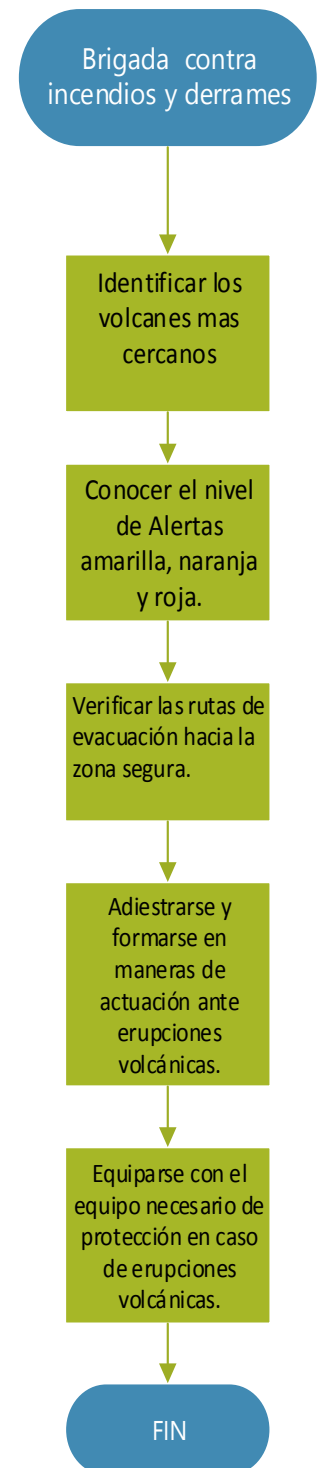 Brigada contra
incendios y derrames
Identificar los
volcanes mas
cercanos
Conocer el nivel
de Alertas
amarilla, naranja
y roja.
Verificar las rutas de
evacuación hacia la
zona segura.
Adiestrarse y
formarse en
maneras de
actuación ante
erupciones
volcánicas.
Equiparse con el
equipo necesario de
protección en caso
de erupciones
volcánicas.
FIN